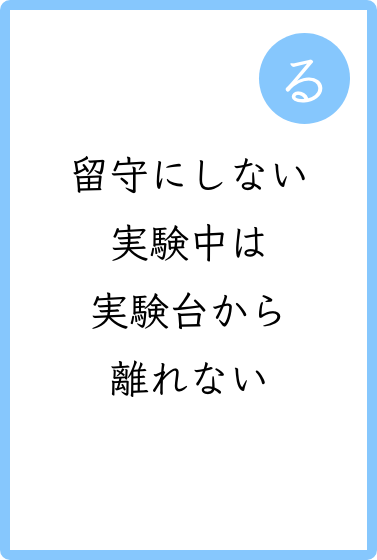 る
留守にしない
実験中は
実験台から
離れない